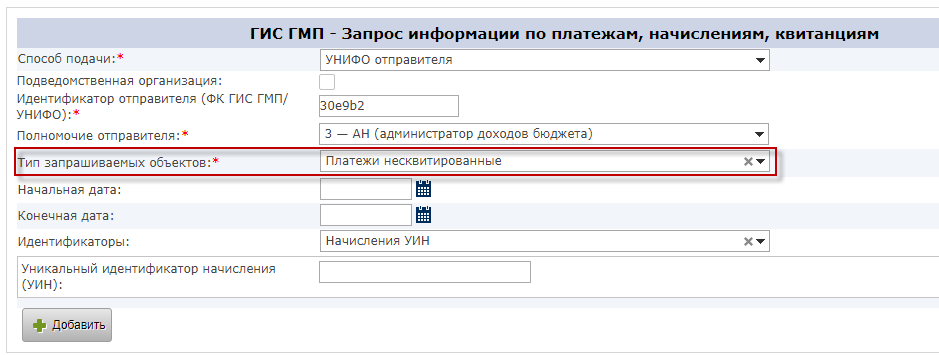 ГИС ГМП - Запрос информации по платежам, начислениям, квитанциям
Способ подачи:* УНИФО отправителя
Подведомственная организация:
Идентификатор отправителя (ФК ГИС ГМП/
УНИФО):* 30e9b2
Полномочие отправителя:* 3 — АН (администратор доходов бюджета)
Тип запрашиваемых объектов:* Платежи несквитированные
Начальная дата:
Конечная дата:
Идентификаторы: Начисления УИН
Уникальный идентификатор начисления
(УИН):
Добавить